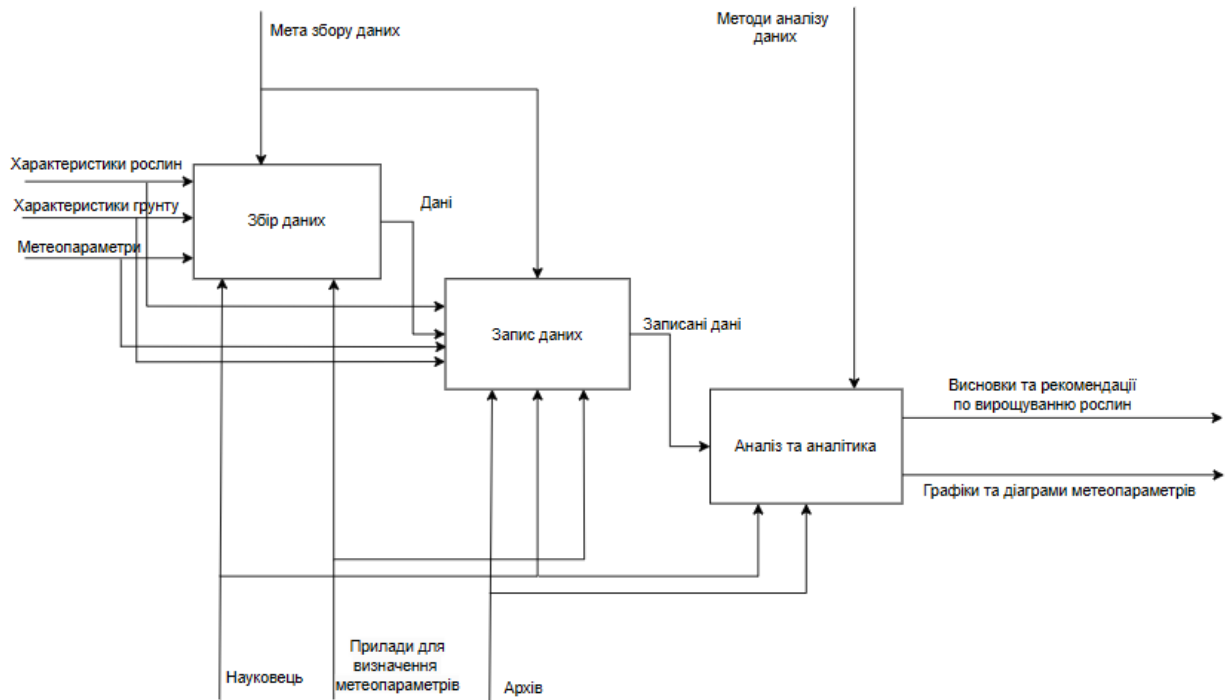 Мета збору даних
Методи аналізу
даних
Характеристики рослин
Характеристики грунту
Метеопараметри
Збір даних
Дані
Запис даних
Записані дані
Аналіз та аналітика
Висновки та рекомендації
по вирощуванню рослин
Графіки та діаграми метеопараметрів
Науковець
Прилади для
визначення
метеопараметрів
Архів